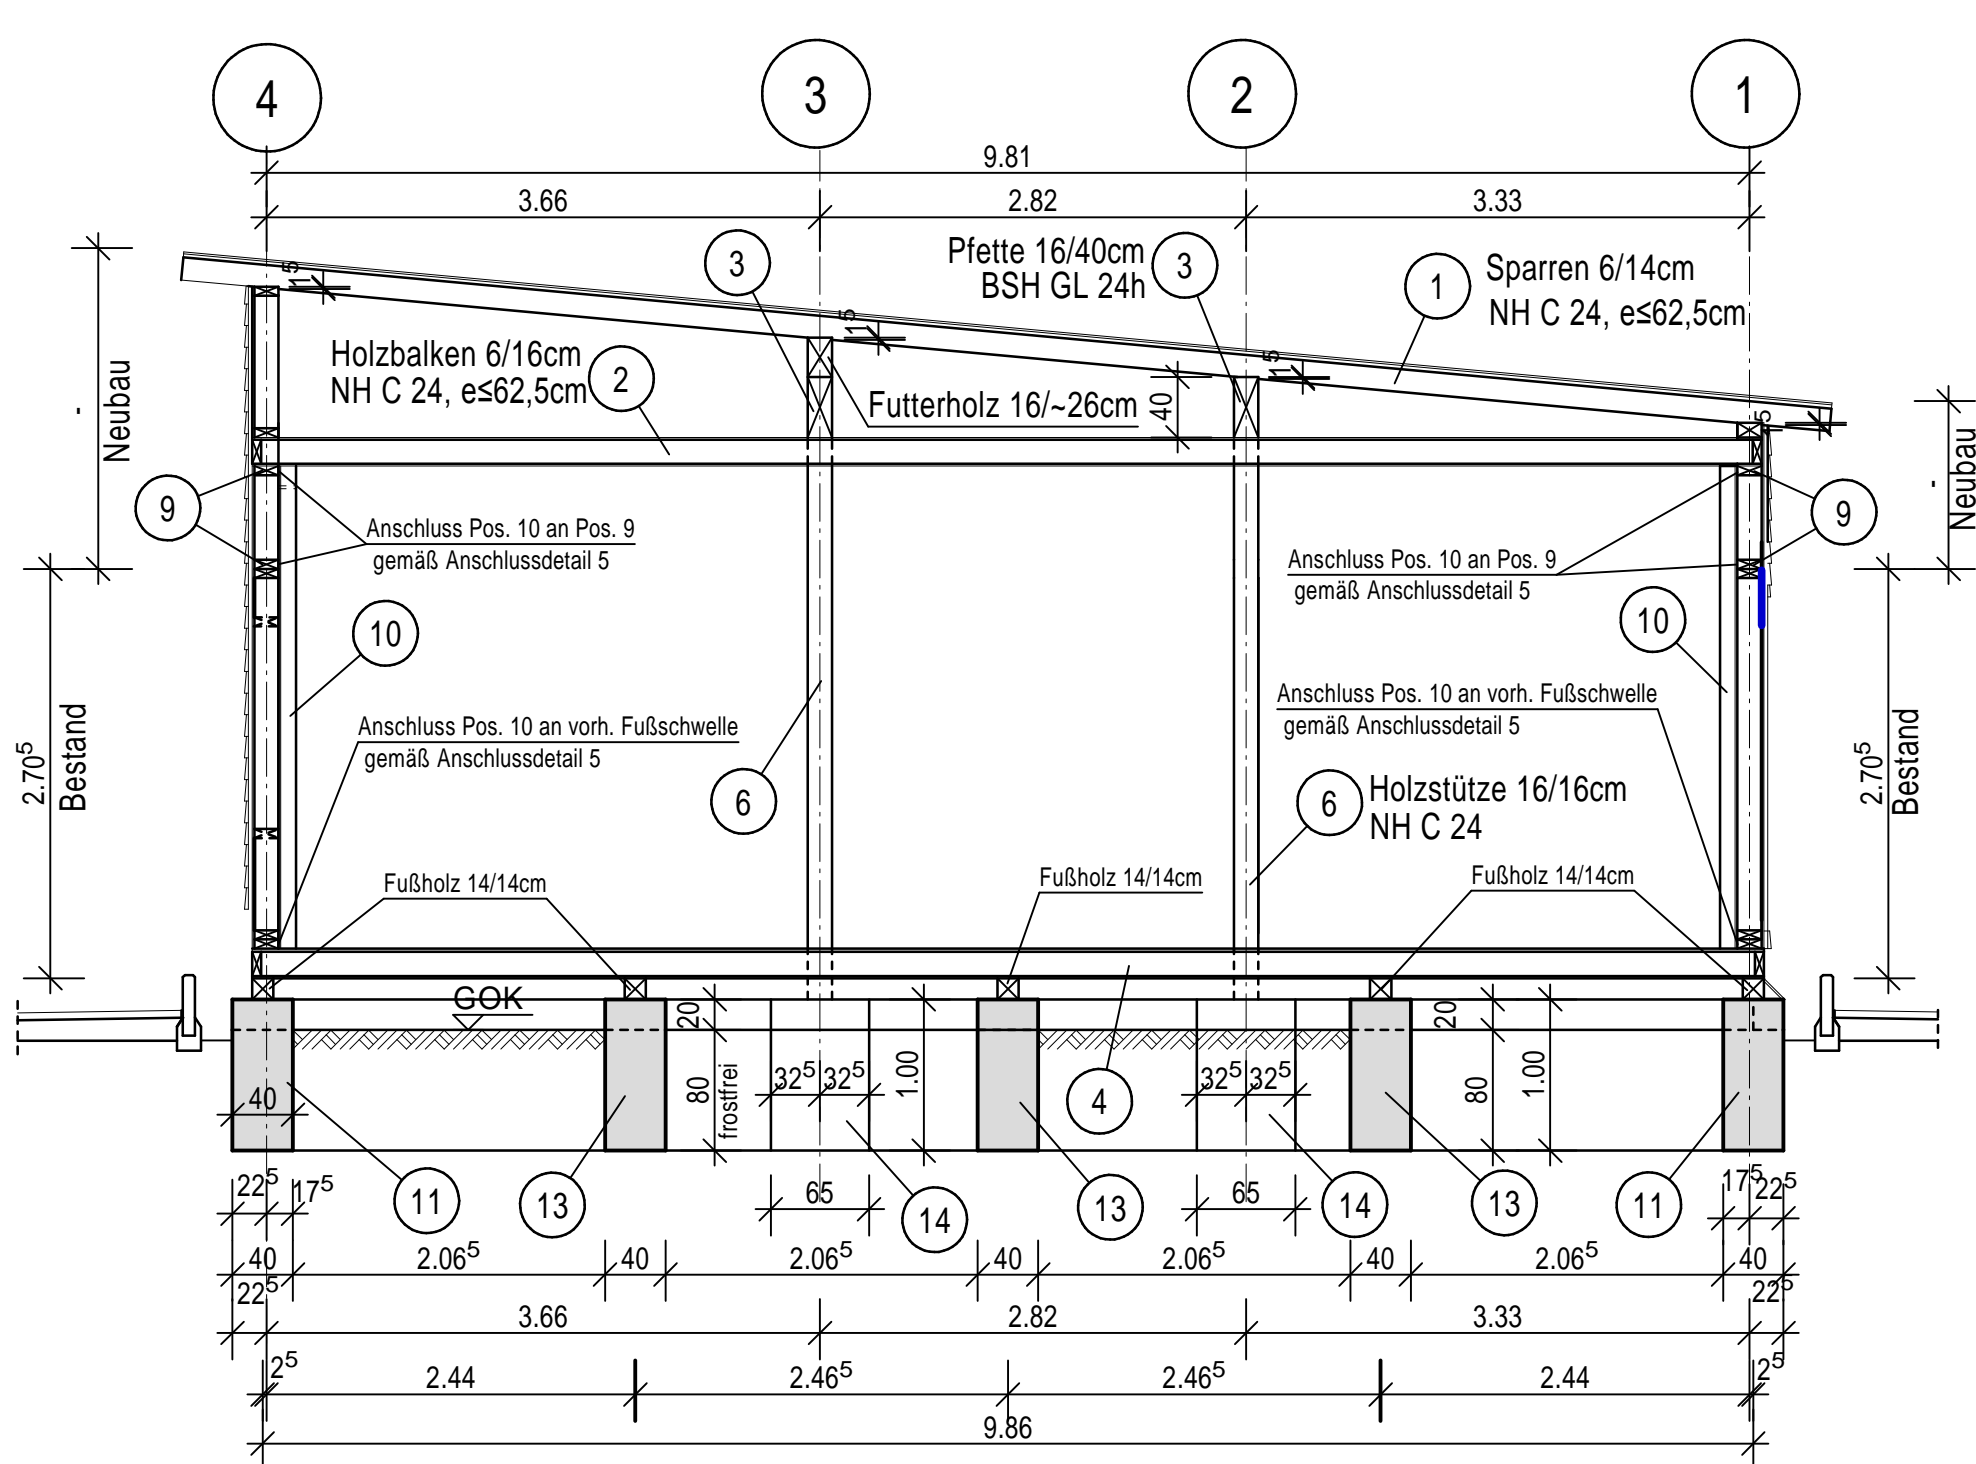 4
3
2
1
9.81
3.66
2.82
3.33
3
Pfette 16/40cm
BSH GL 24h
3
1
Sparren 6/14cm
NH C 24, e≤62,5cm
1⁵
1⁵
1⁵
1⁵
Holzbalken 6/16cm
NH C 24, e≤62,5cm
2
Futterholz 16/~26cm
40
-
Neubau
-
Neubau
9
9
Anschluss Pos. 10 an Pos. 9
gemäß Anschlussdetail 5
Anschluss Pos. 10 an Pos. 9
gemäß Anschlussdetail 5
10
10
2.70⁵
Bestand
2.70⁵
Bestand
Anschluss Pos. 10 an vorh. Fußschwelle
gemäß Anschlussdetail 5
Anschluss Pos. 10 an vorh. Fußschwelle
gemäß Anschlussdetail 5
6
6
Holzstütze 16/16cm
NH C 24
Fußholz 14/14cm
Fußholz 14/14cm
Fußholz 14/14cm
GOK
20
20
40
80
frostfrei
32⁵
32⁵
1.00
4
32⁵
32⁵
80
1.00
22⁵
17⁵
11
13
65
14
13
65
14
13
11
17⁵
22⁵
40
2.06⁵
40
2.06⁵
40
2.06⁵
40
2.06⁵
40
22⁵
3.66
2.82
3.33
22⁵
2⁵
2.44
2.46⁵
2.46⁵
2.44
2⁵
9.86